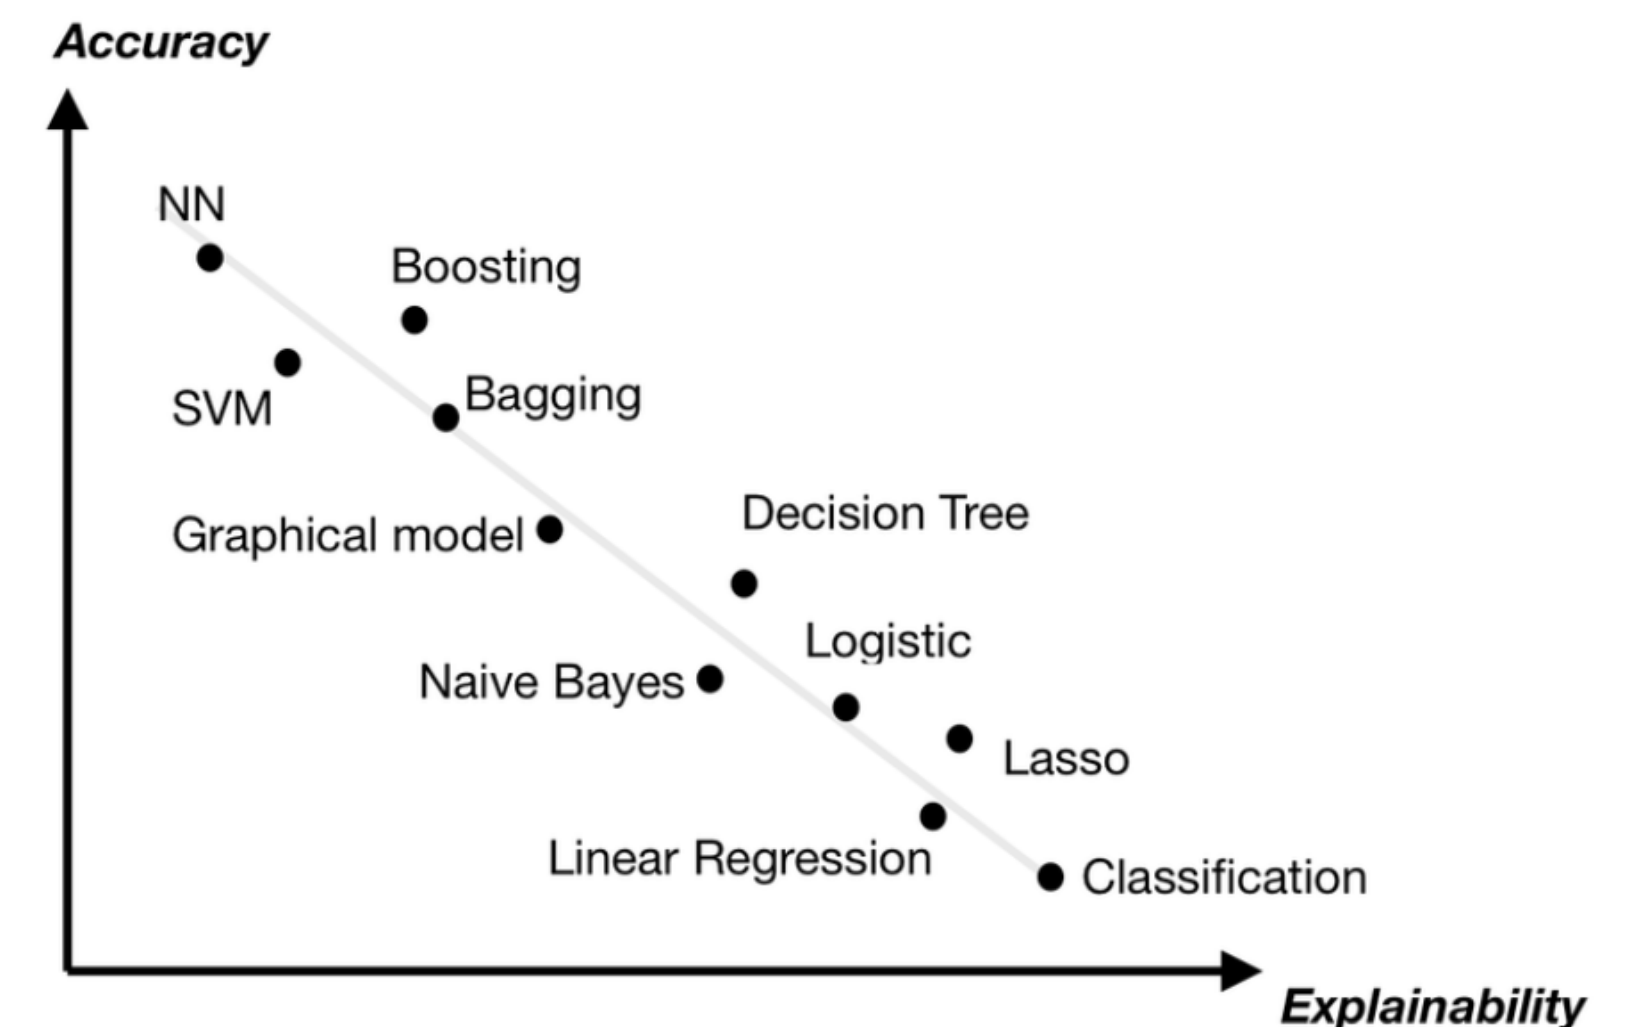 Accuracy
NN
Boosting
SVM
Bagging
Decision Tree
Graphical model
Logistic
Naive Bayes
Lasso
Linear Regression
Classification
Explainability